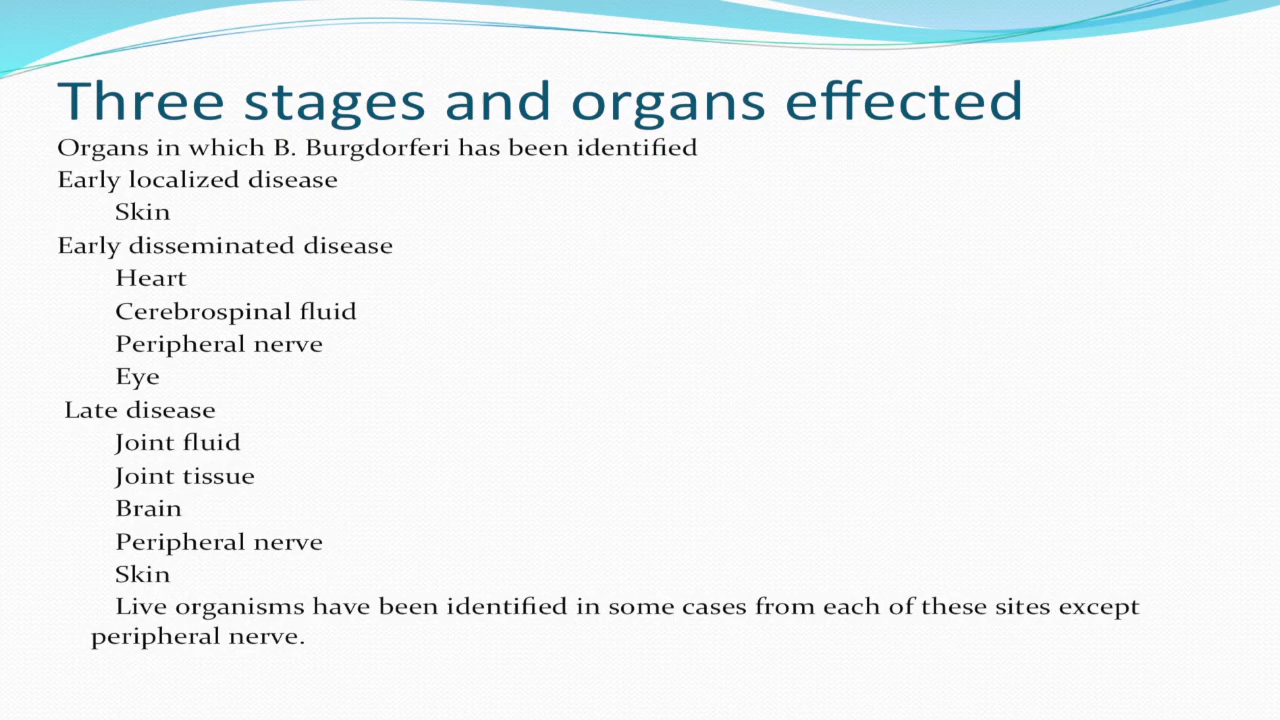 Three stages and organs effected
Organs in which B. Burgdorferi has been identified
Early localized disease
Skin
Early disseminated disease
Heart
Cerebrospinal fluid
Peripheral nerve
Eye
Late disease
Joint fluid
Joint tissue
Brain
Peripheral nerve
Skin
Live organisms have been identified in some cases from each of these sites except
peripheral nerve.